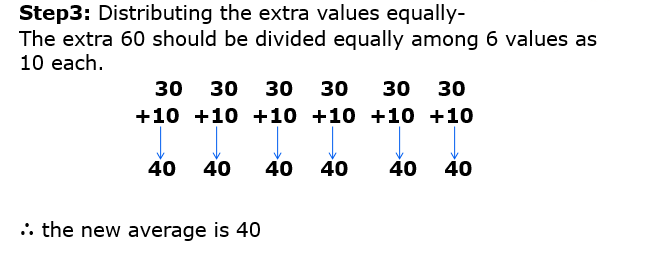 Step3: Distributing the extra values equally-
The extra 60 should be divided equally among 6 values as
10 each.
30 30 30 30 30 30
+10 +10 +10 +10 +10 +10
40 40 40 40 40 40
∴ the new average is 40